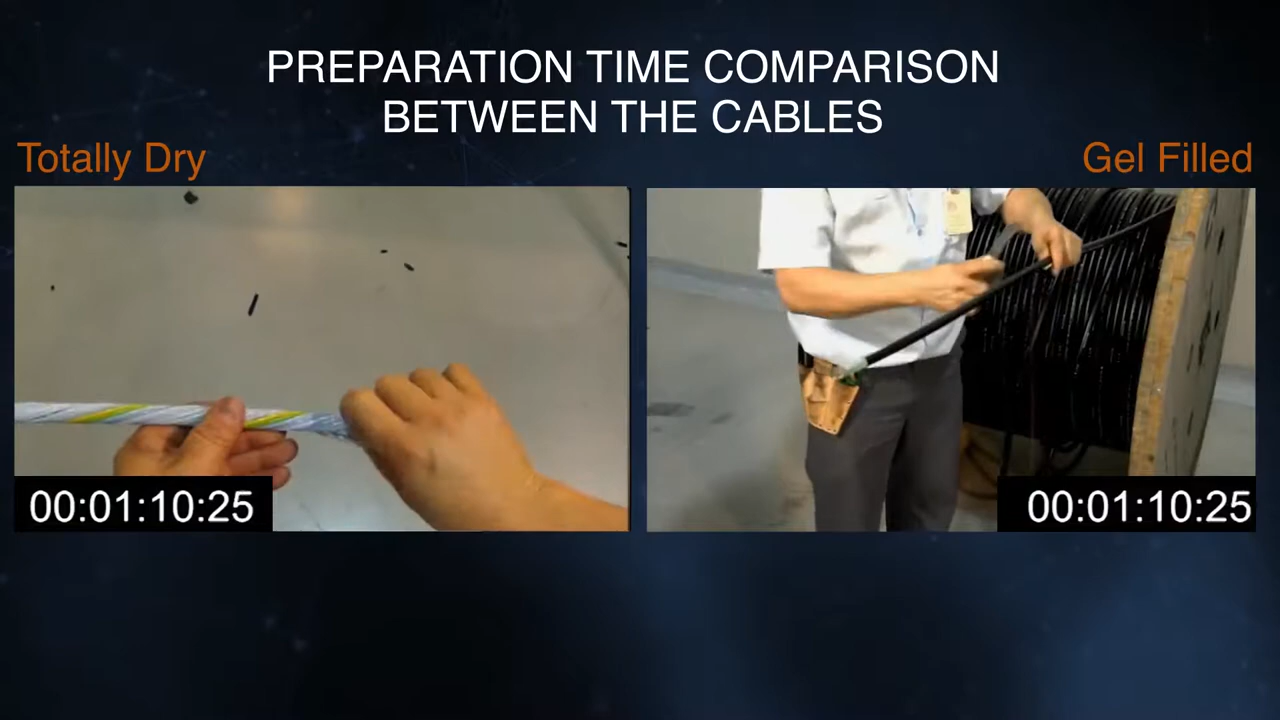 PREPARATION TIME COMPARISON
BETWEEN THE CABLES
Totally Dry
Gel Filled
00:01:10:25
00:01:10:25